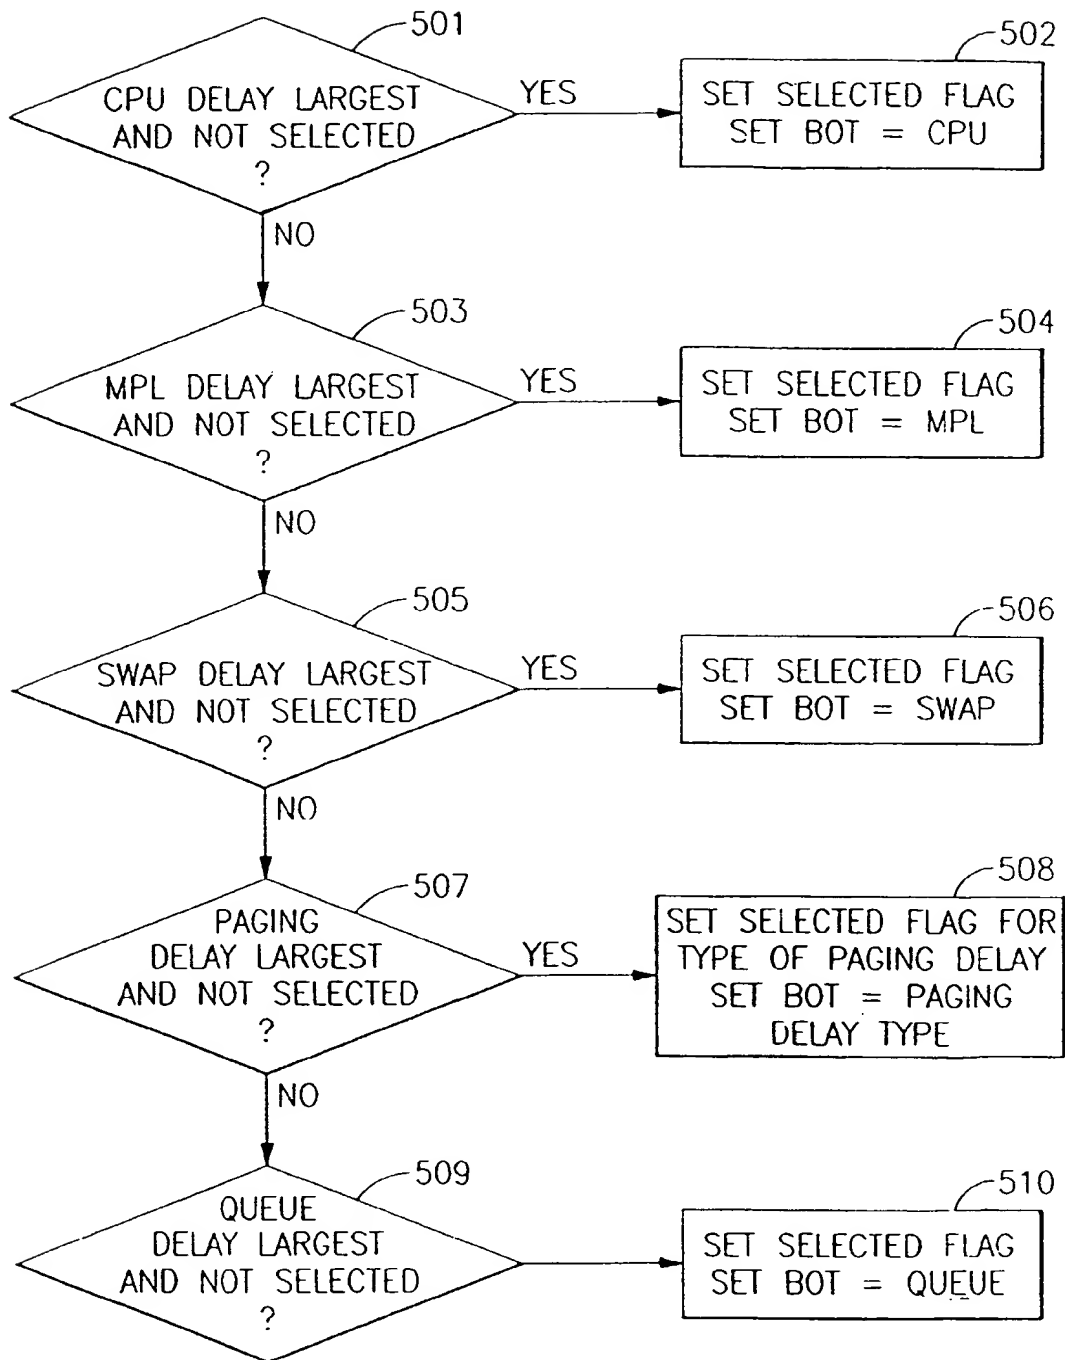 501
CPU DELAY LARGEST
AND NOT SELECTED
?
YES
502
SET SELECTED FLAG
SET BOT = CPU
NO
503
MPL DELAY LARGEST
AND NOT SELECTED
?
YES
504
SET SELECTED FLAG
SET BOT = MPL
NO
505
SWAP DELAY LARGEST
AND NOT SELECTED
?
YES
506
SET SELECTED FLAG
SET BOT = SWAP
NO
507
PAGING
DELAY LARGEST
AND NOT SELECTED
?
YES
508
SET SELECTED FLAG FOR
TYPE OF PAGING DELAY
SET BOT = PAGING
DELAY TYPE
NO
509
QUEUE
DELAY LARGEST
AND NOT SELECTED
?
510
SET SELECTED FLAG
SET BOT = QUEUE